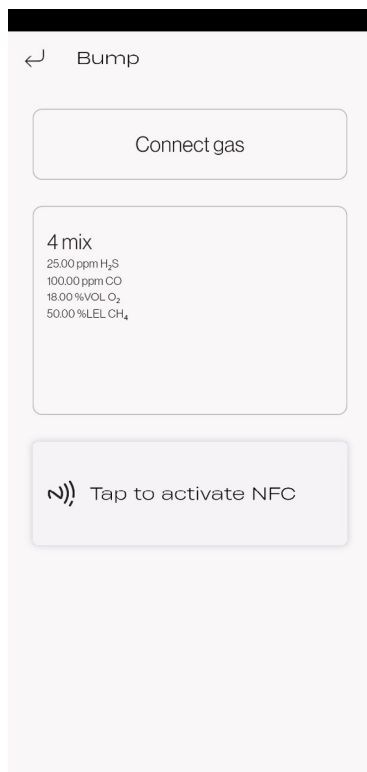 Bump
Connect gas
4 mix
25.00 ppm H₂S
100.00 ppm CO
18.00 %VOL O₂
50.00 %LEL CH₄
Tap to activate NFC